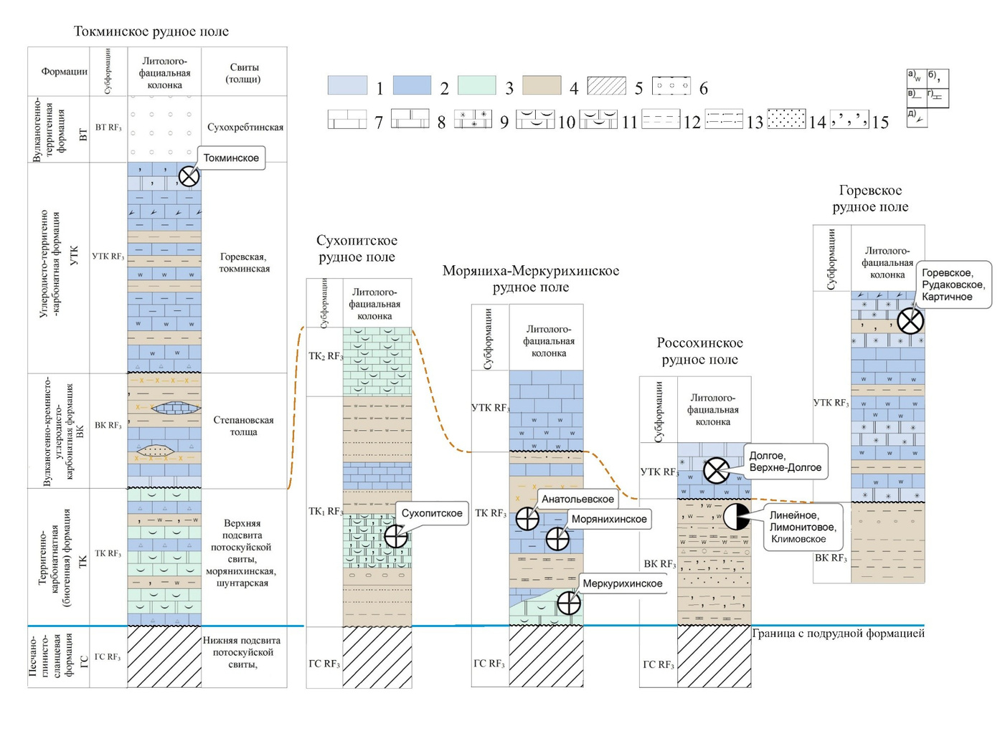 Токминское рудное поле
Формации
Субформации
Литолого-
фациальная
колонка
Свиты
(толщи)
Вулканогенно-
терригенная
формация
ВТ
ВТ RF₃
Сухохребтинская
Токминское
Углеродисто-терригенно
-карбонатная формация
УТК
УТК RF₃
Горевская,
токминская
Вулканогенно-кремнисто-
углеродисто-
карбонатная формация
ВК
ВК RF₃
Степановская
толща
Терригенно-
карбонатнатная
(биогенная) формация
ТК
ТК RF₃
Верхняя
подсвита
потоскуйской
свиты,
морянихинская,
шунтарская
Песчано-
глинисто-
сланцевая
формация
ГС
ГС RF₃
Нижняя подсвита
потоскуйской
свиты,
1 2 3 4 5 6
7 8 9 10 11 12 13 14 15
а) w б) ,
в) г)
д)
Сухопитское
рудное поле
Субформации
Литолого-
фациальная
колонка
ТК₂ RF₃
ТК₁ RF₃
Сухопитское
ГС RF₃
Моряниха-Меркурихинское
рудное поле
Субформации
Литолого-
фациальная
колонка
УТК RF₃
ТК RF₃
Анатольевское
Морянихинское
Меркурихинское
ГС RF₃
Россохинское
рудное поле
Субформации
Литолого-
фациальная
колонка
УТК RF₃
Долгое,
Верхне-Долгое
Линейное,
Лимонитовое,
Климовское
ВК RF₃
ГС RF₃
Горевское
рудное поле
Субформации
Литолого-
фациальная
колонка
Горевское,
Рудаковское,
Картичное
УТК RF₃
ВК RF₃
Граница с подрудной формацией